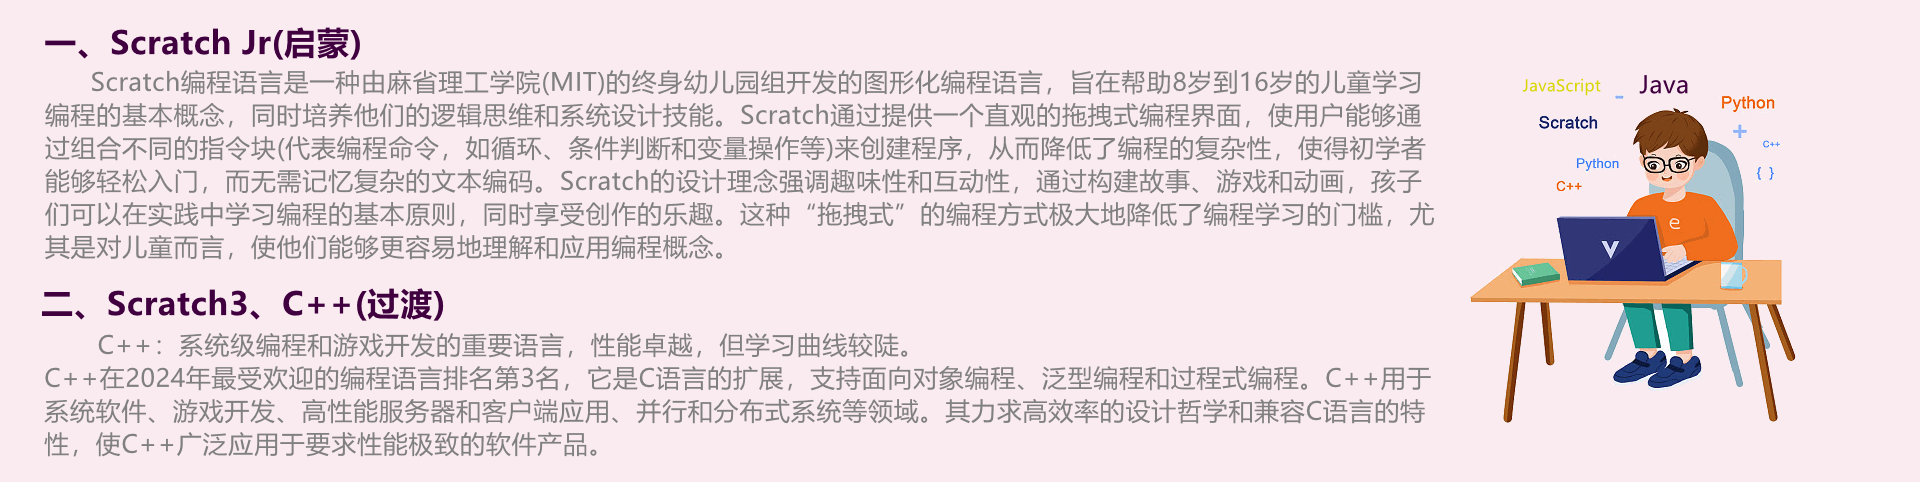 一、Scratch Jr(启蒙)
Scratch编程语言是一种由麻省理工学院(MIT)的终身幼儿园组开发的图形化编程语言，旨在帮助8岁到16岁的儿童学习
编程的基本概念，同时培养他们的逻辑思维和系统设计技能。Scratch通过提供一个直观的拖拽式编程界面，使用户能够通
过组合不同的指令块(代表编程命令，如循环、条件判断和变量操作等)来创建程序，从而降低了编程的复杂性，使得初学者
能够轻松入门，而无需记忆复杂的文本编码。Scratch的设计理念强调趣味性和互动性，通过构建故事、游戏和动画，孩子
们可以在实践中学习编程的基本原则，同时享受创作的乐趣。这种“拖拽式”的编程方式极大地降低了编程学习的门槛，尤
其是对儿童而言，使他们能够更容易地理解和应用编程概念。
二、Scratch3、C++(过渡)
C++：系统级编程和游戏开发的重要语言，性能卓越，但学习曲线较陡。
C++在2024年最受欢迎的编程语言排名第3名，它是C语言的扩展，支持面向对象编程、泛型编程和过程式编程。C++用于
系统软件、游戏开发、高性能服务器和客户端应用、并行和分布式系统等领域。其力求高效率的设计哲学和兼容C语言的特
性，使C++广泛应用于要求性能极致的软件产品。
JavaScript
-
Java
Python
Scratch
+
C++
Python
{ }
C++
e
V